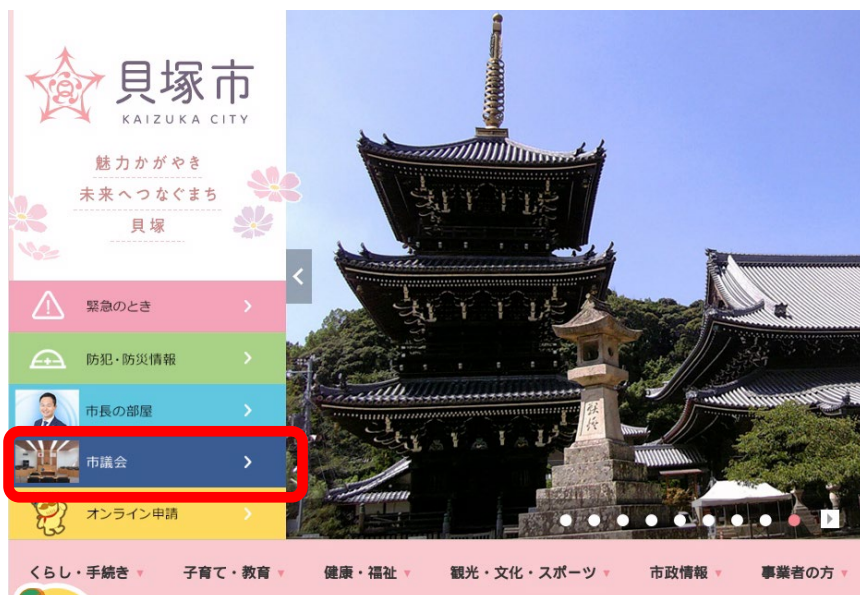 貝塚市
KAIZUKA CITY
魅力かがやき
未来へつなぐまち
貝塚
緊急のとき
防犯・防災情報
市長の部屋
市議会
オンライン申請
くらし・手続き 子育て・教育 健康・福祉 観光・文化・スポーツ 市政情報 事業者の方